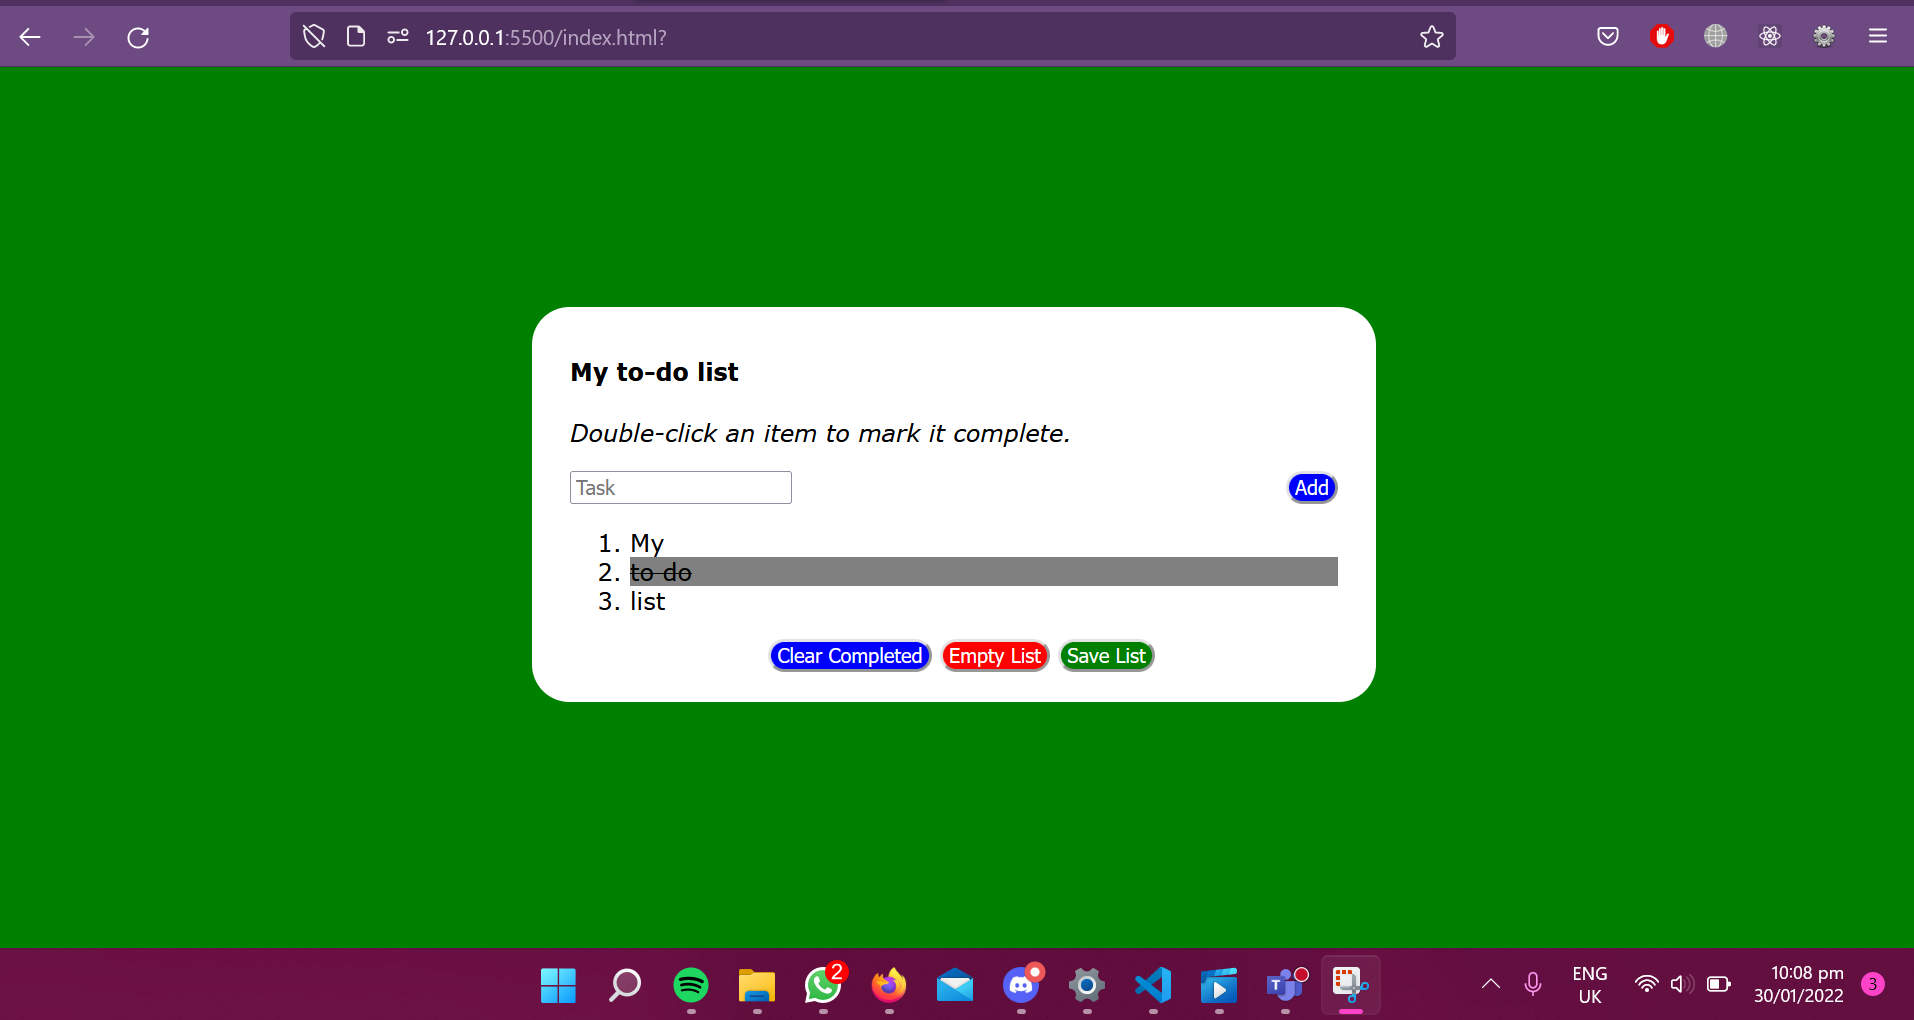 127.0.0.1:5500/index.html?
My to-do list
Double-click an item to mark it complete.
Task
Add
1. My
2. to do
3. list
Clear Completed
Empty List
Save List
2
T
ENG
UK
10:08 pm
30/01/2022
3